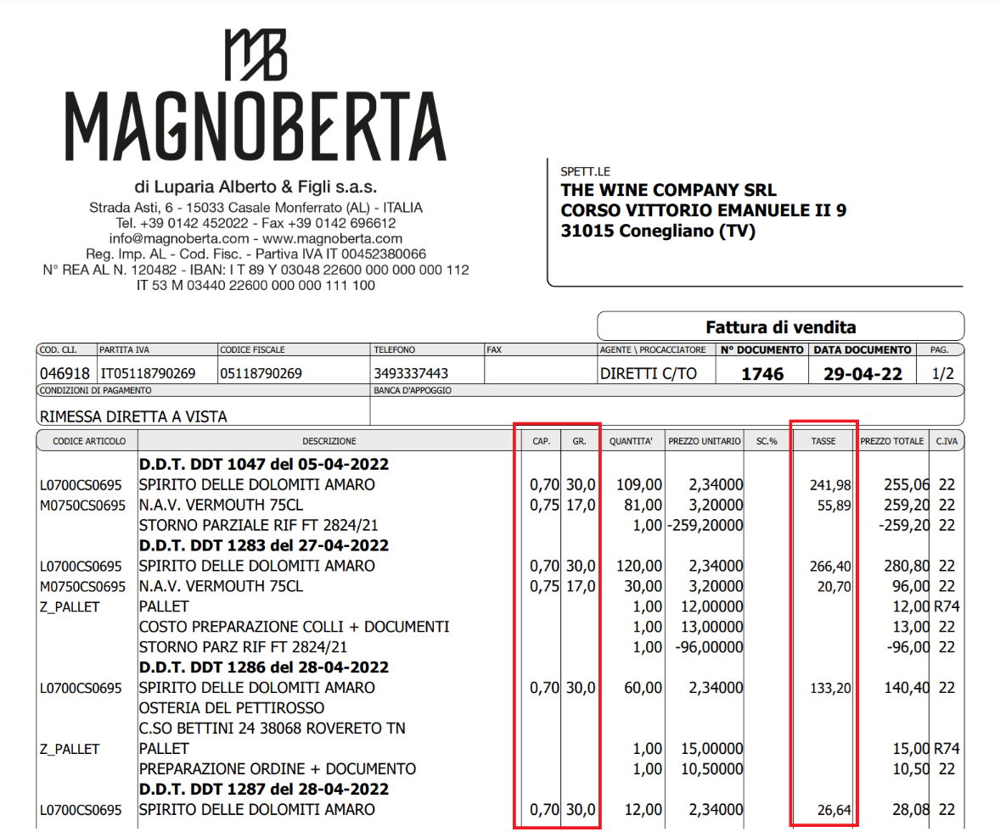 MB
MAGNOBERTA
di Luparia Alberto & Figli s.a.s.
Strada Asti, 6 - 15033 Casale Monferrato (AL) - ITALIA
Tel. +39 0142 452022 - Fax +39 0142 696612
info@magnoberta.com - www.magnoberta.com
Reg. Imp. AL - Cod. Fisc. - Partiva IVA IT 00452380066
N° REA AL N. 120482 - IBAN: I T 89 Y 03048 22600 000 000 000 112
IT 53 M 03440 22600 000 000 111 100
SPETT.LE
THE WINE COMPANY SRL
CORSO VITTORIO EMANUELE II 9
31015 Conegliano (TV)
Fattura di vendita
COD. CLI. PARTITA IVA CODICE FISCALE TELEFONO FAX AGENTE \ PROCACCIATORE N° DOCUMENTO DATA DOCUMENTO PAG.
046918 IT05118790269 05118790269 3493337443 DIRETTI C/TO 1746 29-04-22 1/2
CONDIZIONI DI PAGAMENTO BANCA D'APPOGGIO
RIMESSA DIRETTA A VISTA
CODICE ARTICOLO DESCRIZIONE CAP. GR. QUANTITA' PREZZO UNITARIO SC.% TASSE PREZZO TOTALE C.IVA
D.D.T. DDT 1047 del 05-04-2022
L0700CS0695 SPIRITO DELLE DOLOMITI AMARO 0,70 30,0 109,00 2,34000 241,98 255,06 22
M0750CS0695 N.A.V. VERMOUTH 75CL 0,75 17,0 81,00 3,20000 55,89 259,20 22
STORNO PARZIALE RIF FT 2824/21 1,00 -259,20000 -259,20 22
D.D.T. DDT 1283 del 27-04-2022
L0700CS0695 SPIRITO DELLE DOLOMITI AMARO 0,70 30,0 120,00 2,34000 266,40 280,80 22
M0750CS0695 N.A.V. VERMOUTH 75CL 0,75 17,0 30,00 3,20000 20,70 96,00 22
Z_PALLET PALLET 1,00 12,00000 12,00 R74
COSTO PREPARAZIONE COLLI + DOCUMENTI 1,00 13,00000 13,00 22
STORNO PARZ RIF FT 2824/21 1,00 -96,00000 -96,00 22
D.D.T. DDT 1286 del 28-04-2022
L0700CS0695 SPIRITO DELLE DOLOMITI AMARO 0,70 30,0 60,00 2,34000 133,20 140,40 22
OSTERIA DEL PETTIROSSO
C.SO BETTINI 24 38068 ROVERETO TN
Z_PALLET PALLET 1,00 15,00000 15,00 R74
PREPARAZIONE ORDINE + DOCUMENTO 1,00 10,50000 10,50 22
D.D.T. DDT 1287 del 28-04-2022
L0700CS0695 SPIRITO DELLE DOLOMITI AMARO 0,70 30,0 12,00 2,34000 26,64 28,08 22